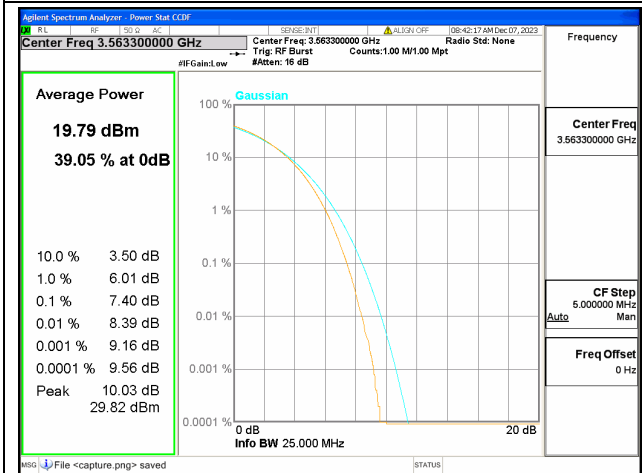 Agilent Spectrum Analyzer - Power Stat CCDF
RL RF 50 Ω AC SENSE:INT ALIGN OFF 08:42:17 AM Dec 07, 2023
Center Freq 3.563300000 GHz
Center Freq: 3.563300000 GHz Radio Std: None
Trig: RF Burst Counts:1.00 M/1.00 Mpt
#IFGain:Low #Atten: 16 dB
Frequency
Average Power
19.79 dBm
39.05 % at 0dB
10.0 % 3.50 dB
1.0 % 6.01 dB
0.1 % 7.40 dB
0.01 % 8.39 dB
0.001 % 9.16 dB
0.0001 % 9.56 dB
Peak 10.03 dB
29.82 dBm
Gaussian
100 %
10 %
1 %
0.1 %
0.01 %
0.001 %
0.0001 %
0 dB 20 dB
Info BW 25.000 MHz
Center Freq
3.563300000 GHz
CF Step
5.000000 MHz
Auto Man
Freq Offset
0 Hz
MSG File <capture.png> saved STATUS